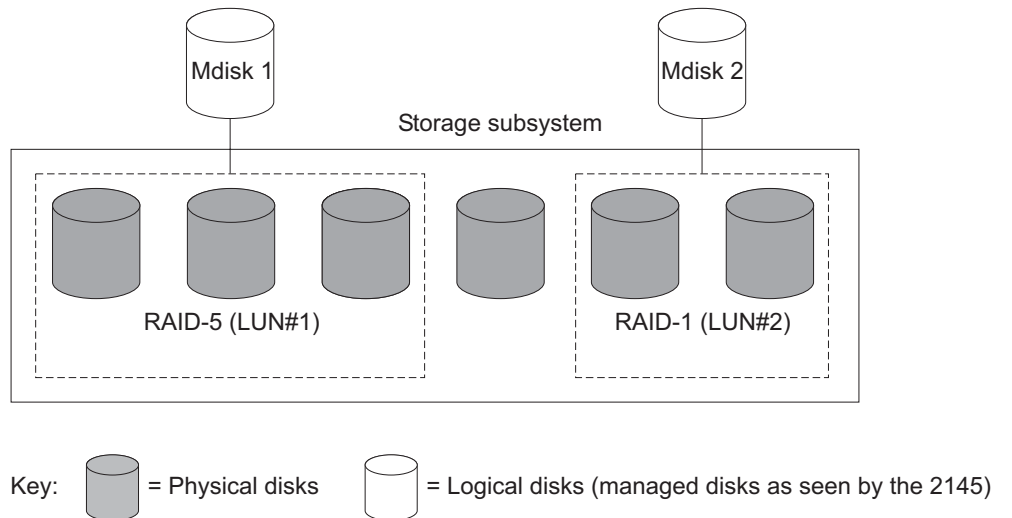 Mdisk 1
Mdisk 2
Storage subsystem
RAID-5 (LUN#1)
RAID-1 (LUN#2)
Key:
= Physical disks
= Logical disks (managed disks as seen by the 2145)